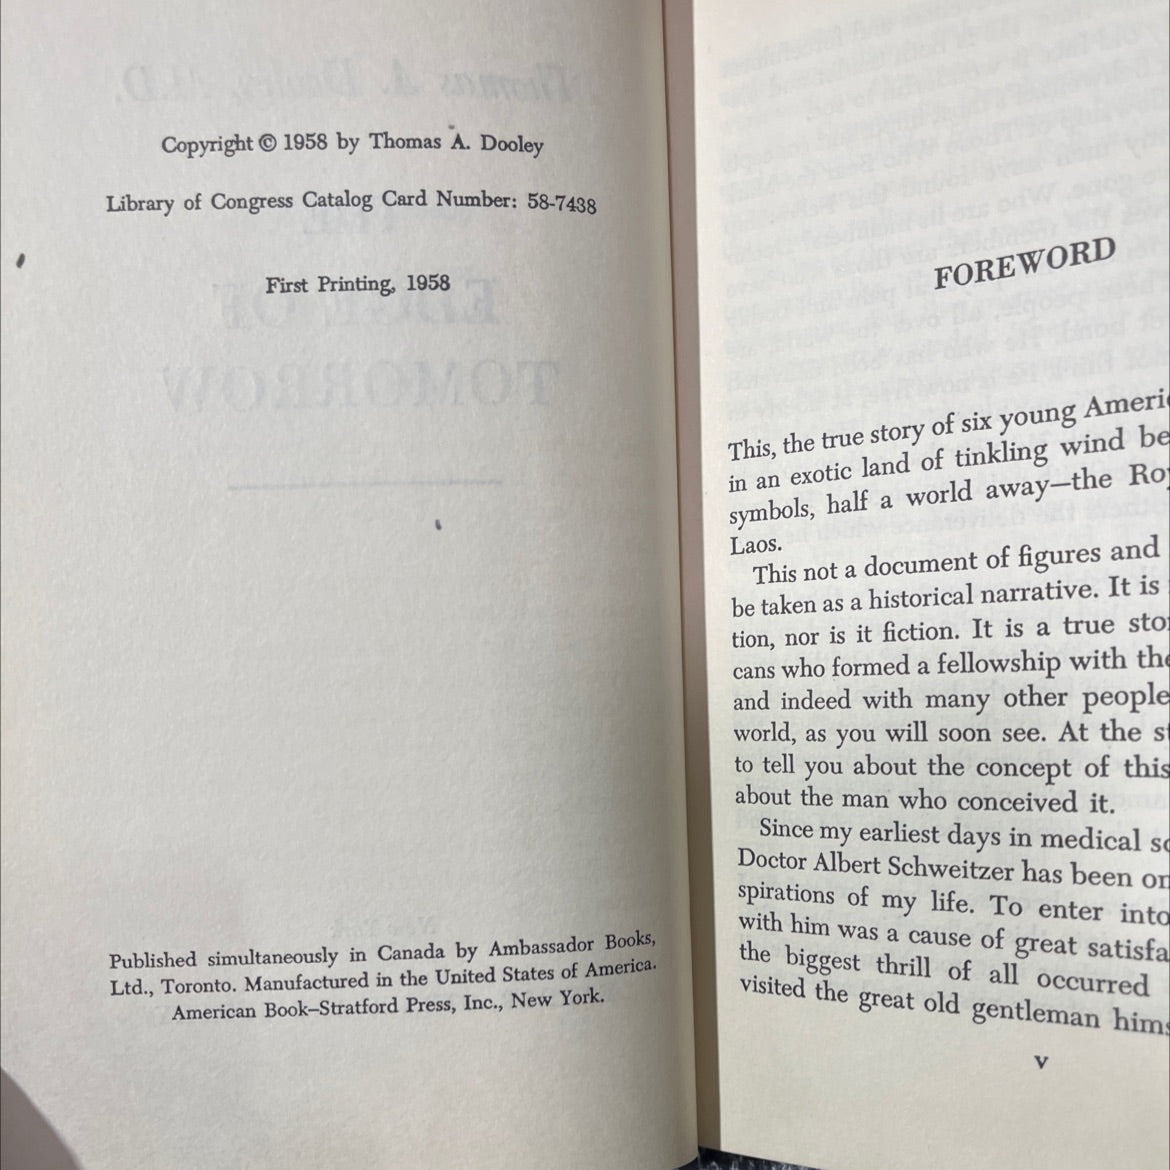 Copyright © 1958 by Thomas A. Dooley
Library of Congress Catalog Card Number: 58-7438
First Printing, 1958
Published simultaneously in Canada by Ambassador Books,
Ltd., Toronto. Manufactured in the United States of America.
American Book–Stratford Press, Inc., New York.
FOREWORD
This, the true story of six young Ameri
in an exotic land of tinkling wind be
symbols, half a world away—the Ro
Laos.
This not a document of figures and
be taken as a historical narrative. It is
tion, nor is it fiction. It is a true sto
cans who formed a fellowship with the
and indeed with many other people
world, as you will soon see. At the st
to tell you about the concept of this
about the man who conceived it.
Since my earliest days in medical sc
Doctor Albert Schweitzer has been on
spirations of my life. To enter into
with him was a cause of great satisfa
the biggest thrill of all occurred
visited the great old gentleman hims
v